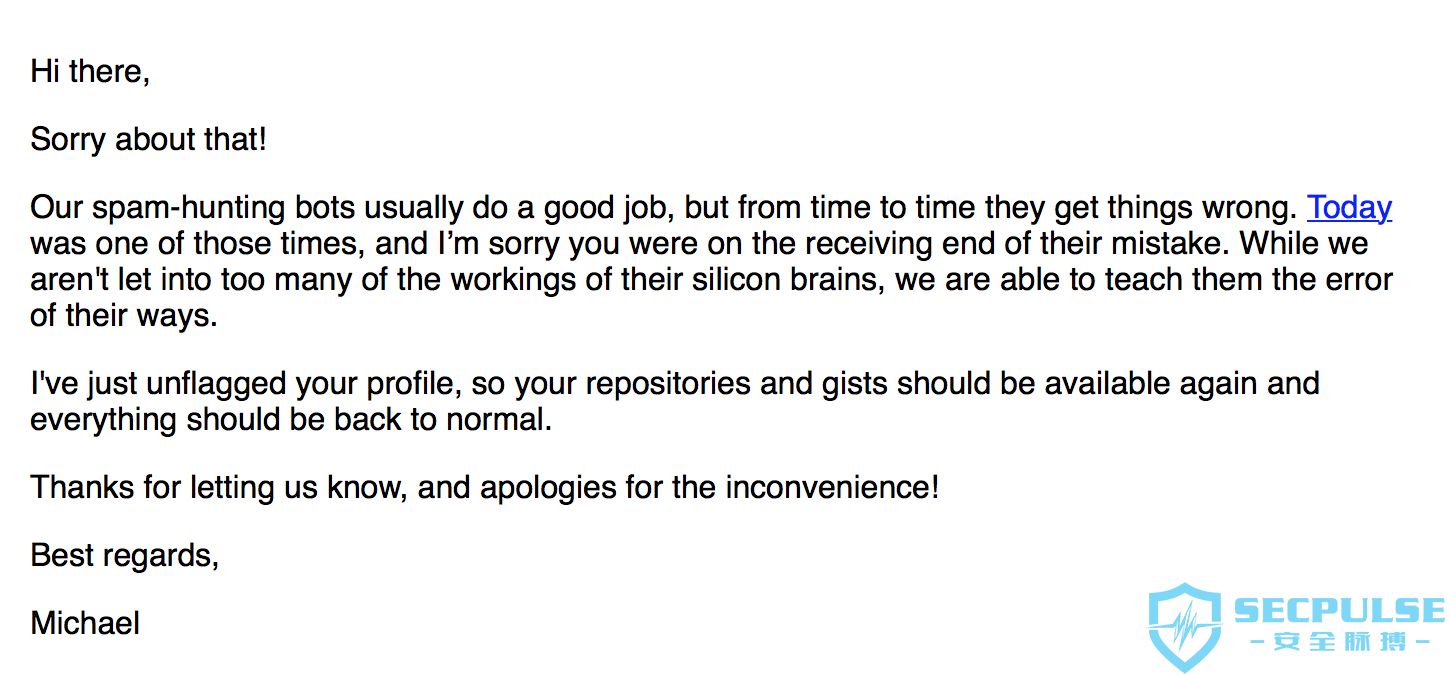 Hi there,
Sorry about that!
Our spam-hunting bots usually do a good job, but from time to time they get things wrong. Today
was one of those times, and I’m sorry you were on the receiving end of their mistake. While we
aren't let into too many of the workings of their silicon brains, we are able to teach them the error
of their ways.
I've just unflagged your profile, so your repositories and gists should be available again and
everything should be back to normal.
Thanks for letting us know, and apologies for the inconvenience!
Best regards,
Michael
SECPULSE
-安全脉搏-